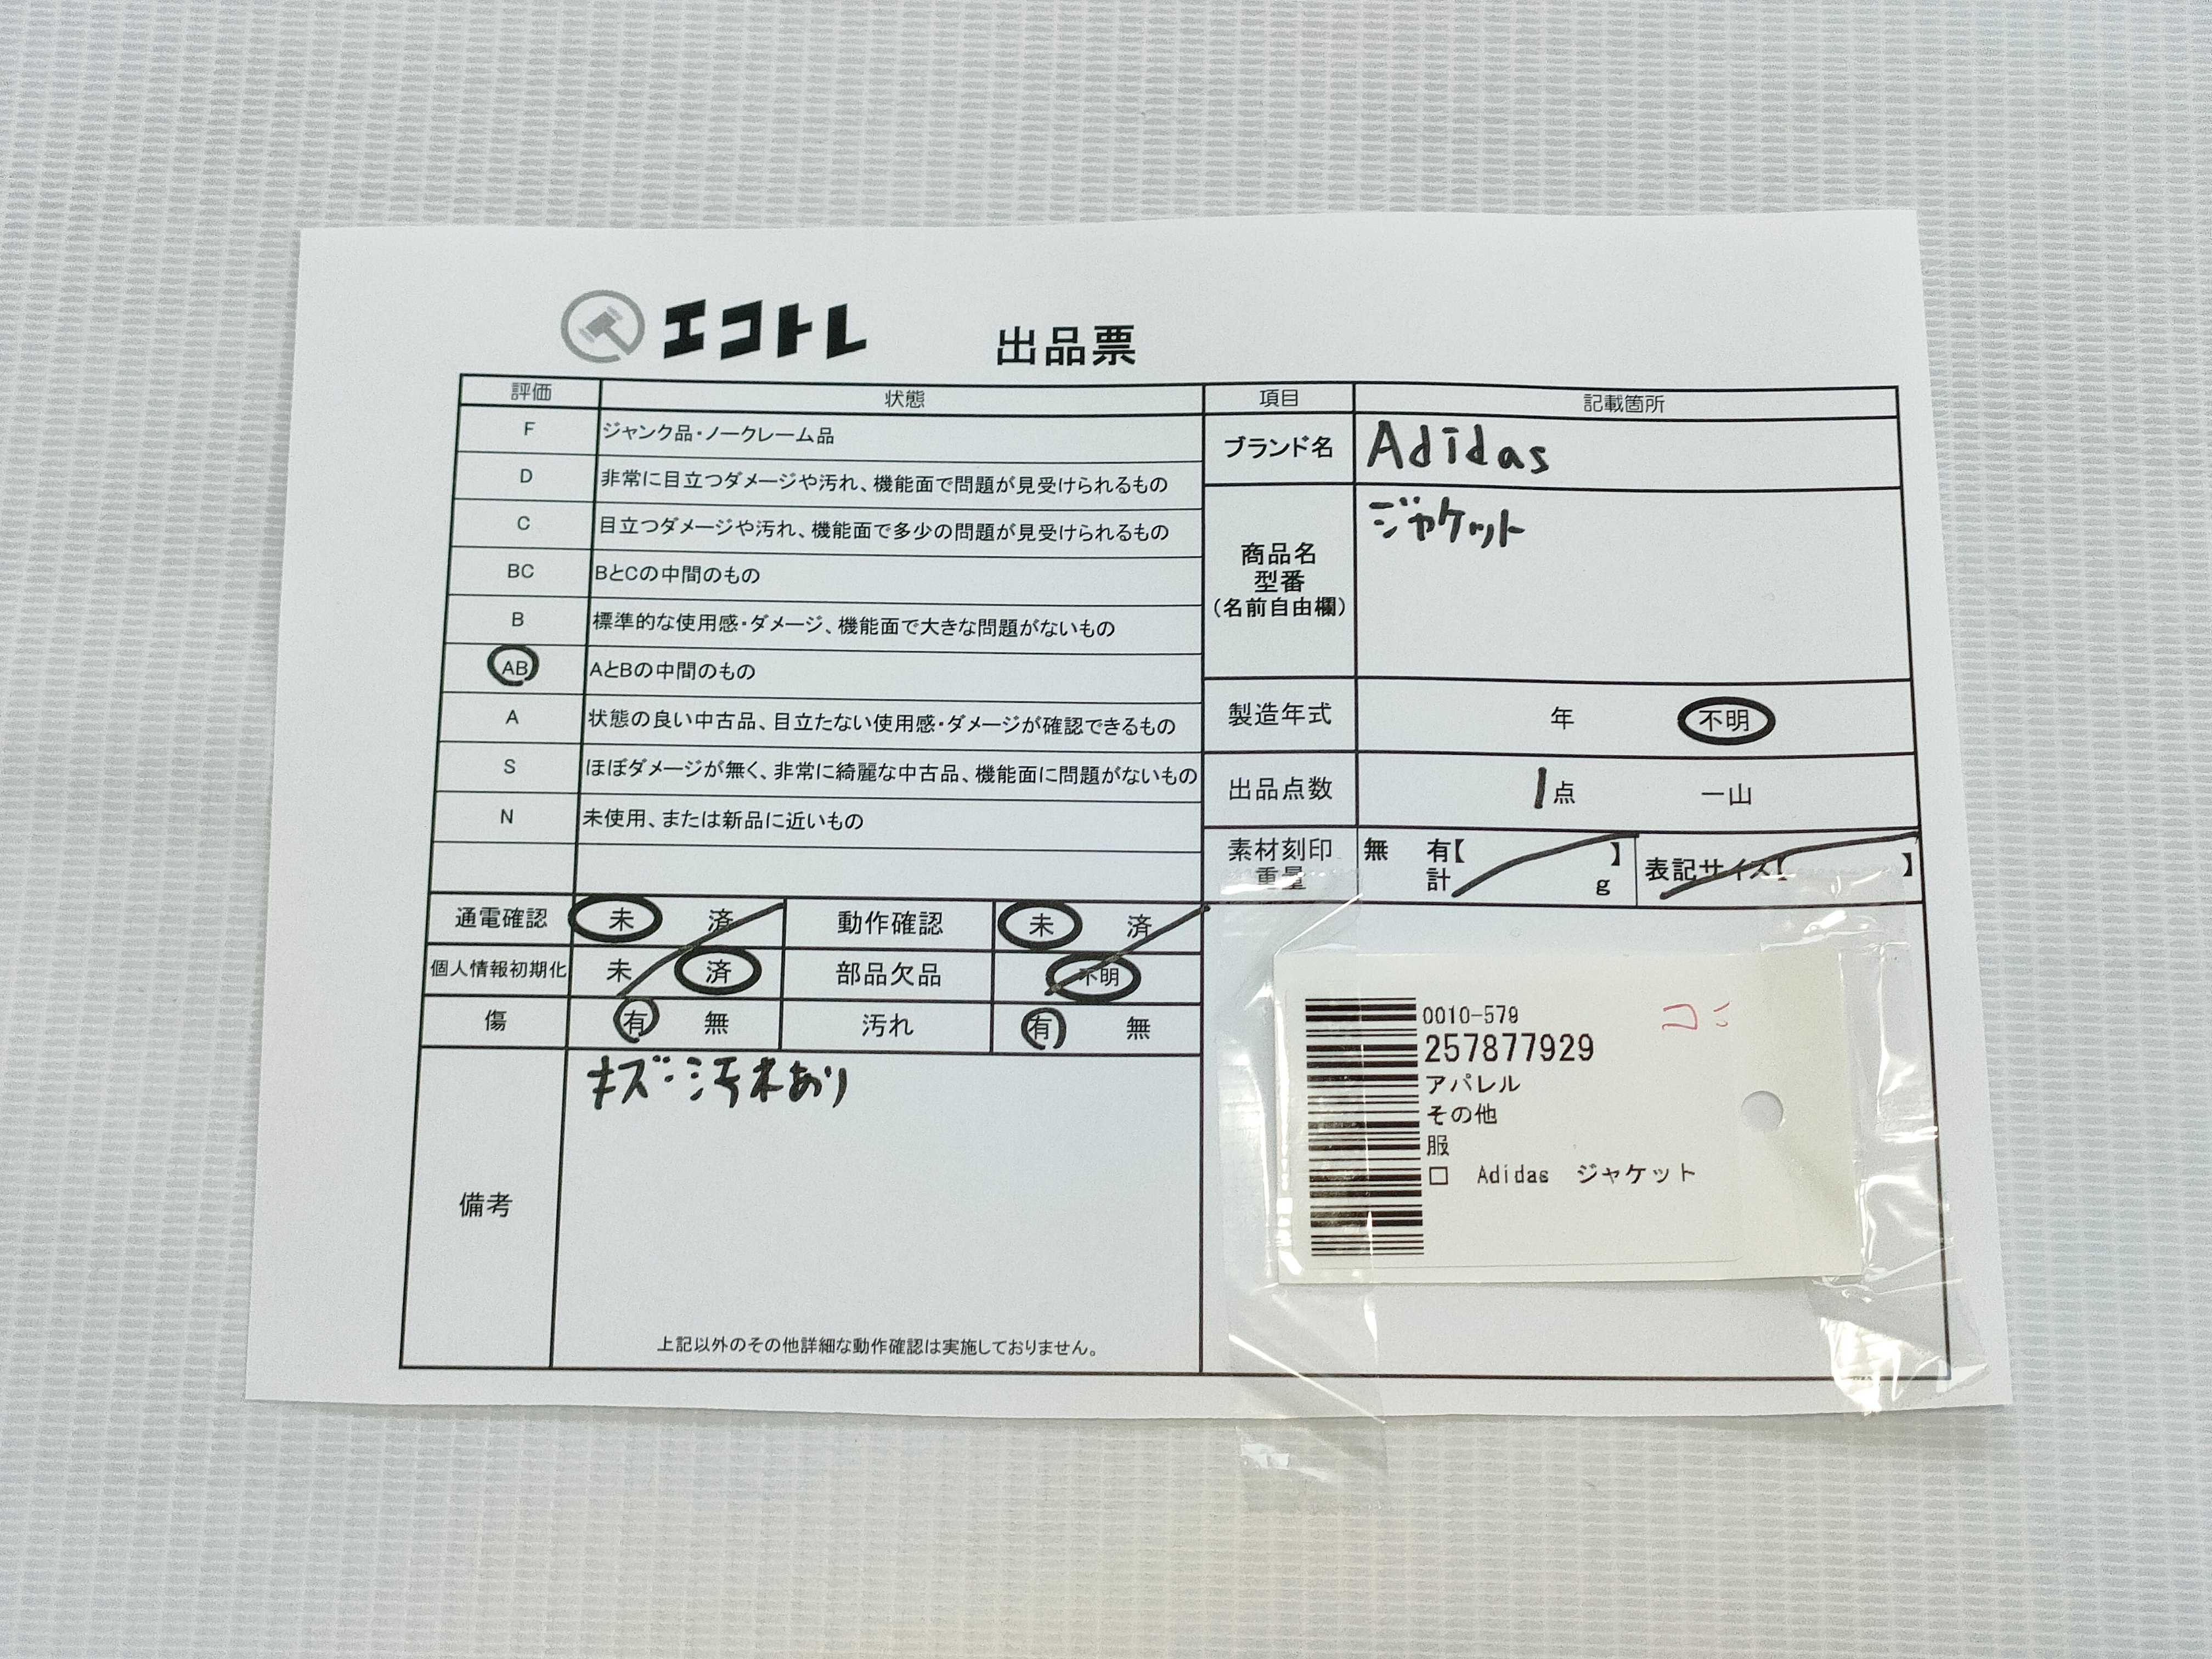 エコトレ 出品票
評価 状態
F ジャンク品・ノークレーム品
D 非常に目立つダメージや汚れ、機能面で問題が見受けられるもの
C 目立つダメージや汚れ、機能面で多少の問題が見受けられるもの
BC BとCの中間のもの
B 標準的な使用感・ダメージ、機能面で大きな問題がないもの
AB AとBの中間のもの
A 状態の良い中古品、目立たない使用感・ダメージが確認できるもの
S ほぼダメージが無く、非常に綺麗な中古品、機能面に問題がないもの
N 未使用、または新品に近いもの
項目 記載箇所
ブランド名 Adidas
商品名 ジャケット
型番
(名前自由欄)
製造年式 年 不明
出品点数 1点 一山
素材刻印 無 有【 】 表記サイズ【 】
重量 計 g
通電確認 未 済 動作確認 未 済
個人情報初期化 未 済 部品欠品 不明
傷 有 無 汚れ 有 無
備考 キズ・汚れあり
上記以外のその他詳細な動作確認は実施しておりません。
0010-579
257877929
アパレル
その他
服
□ Adidas ジャケット